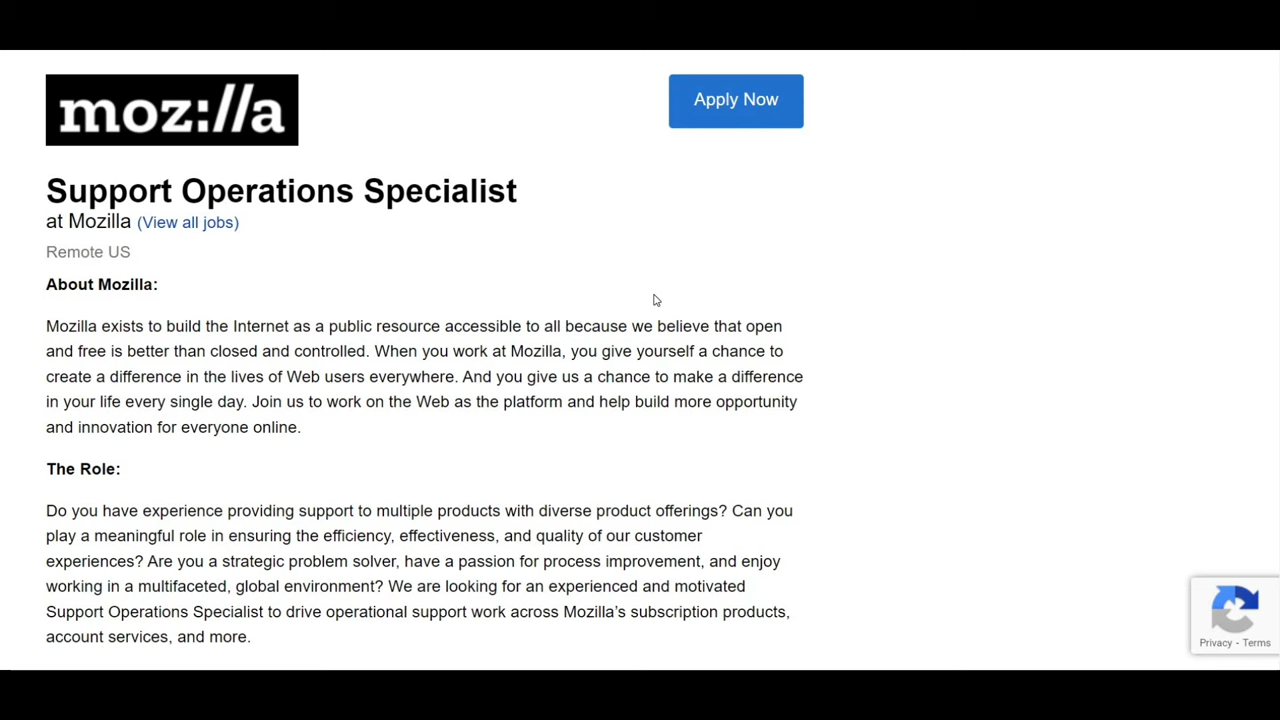 moz://a
Apply Now
Support Operations Specialist
at Mozilla (View all jobs)
Remote US
About Mozilla:
Mozilla exists to build the Internet as a public resource accessible to all because we believe that open
and free is better than closed and controlled. When you work at Mozilla, you give yourself a chance to
create a difference in the lives of Web users everywhere. And you give us a chance to make a difference
in your life every single day. Join us to work on the Web as the platform and help build more opportunity
and innovation for everyone online.
The Role:
Do you have experience providing support to multiple products with diverse product offerings? Can you
play a meaningful role in ensuring the efficiency, effectiveness, and quality of our customer
experiences? Are you a strategic problem solver, have a passion for process improvement, and enjoy
working in a multifaceted, global environment? We are looking for an experienced and motivated
Support Operations Specialist to drive operational support work across Mozilla’s subscription products,
account services, and more.
Privacy - Terms